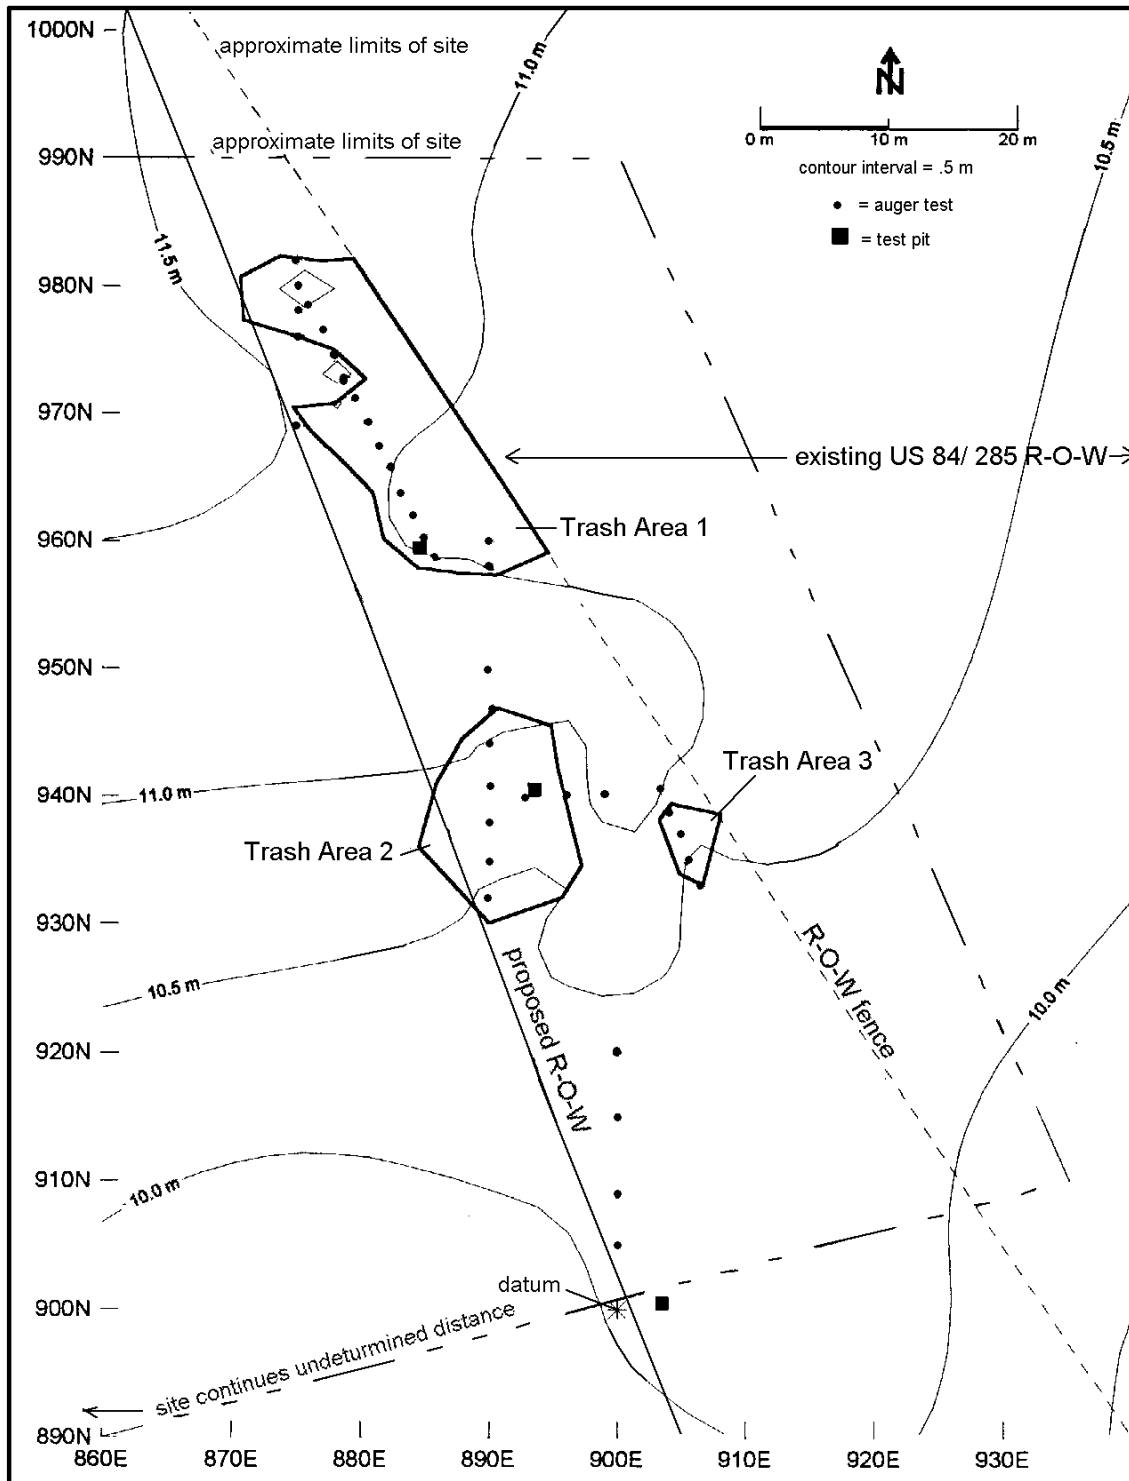 1000N
approximate limits of site
11.0 m
N
0 m
10 m
20 m
10.5 m
990N
approximate limits of site
contour interval = .5 m
= auger test
= test pit
11.5 m
980N
970N
existing US 84/ 285 R-O-W
Trash Area 1
960N
950N
Trash Area 3
940N
11.0 m
Trash Area 2
930N
10.5 m
proposed R-O-W
R-O-W fence
10.0 m
920N
910N
10.0 m
datum
900N
site continues undeturmined distance
890N
860E
870E
880E
890E
900E
910E
920E
930E